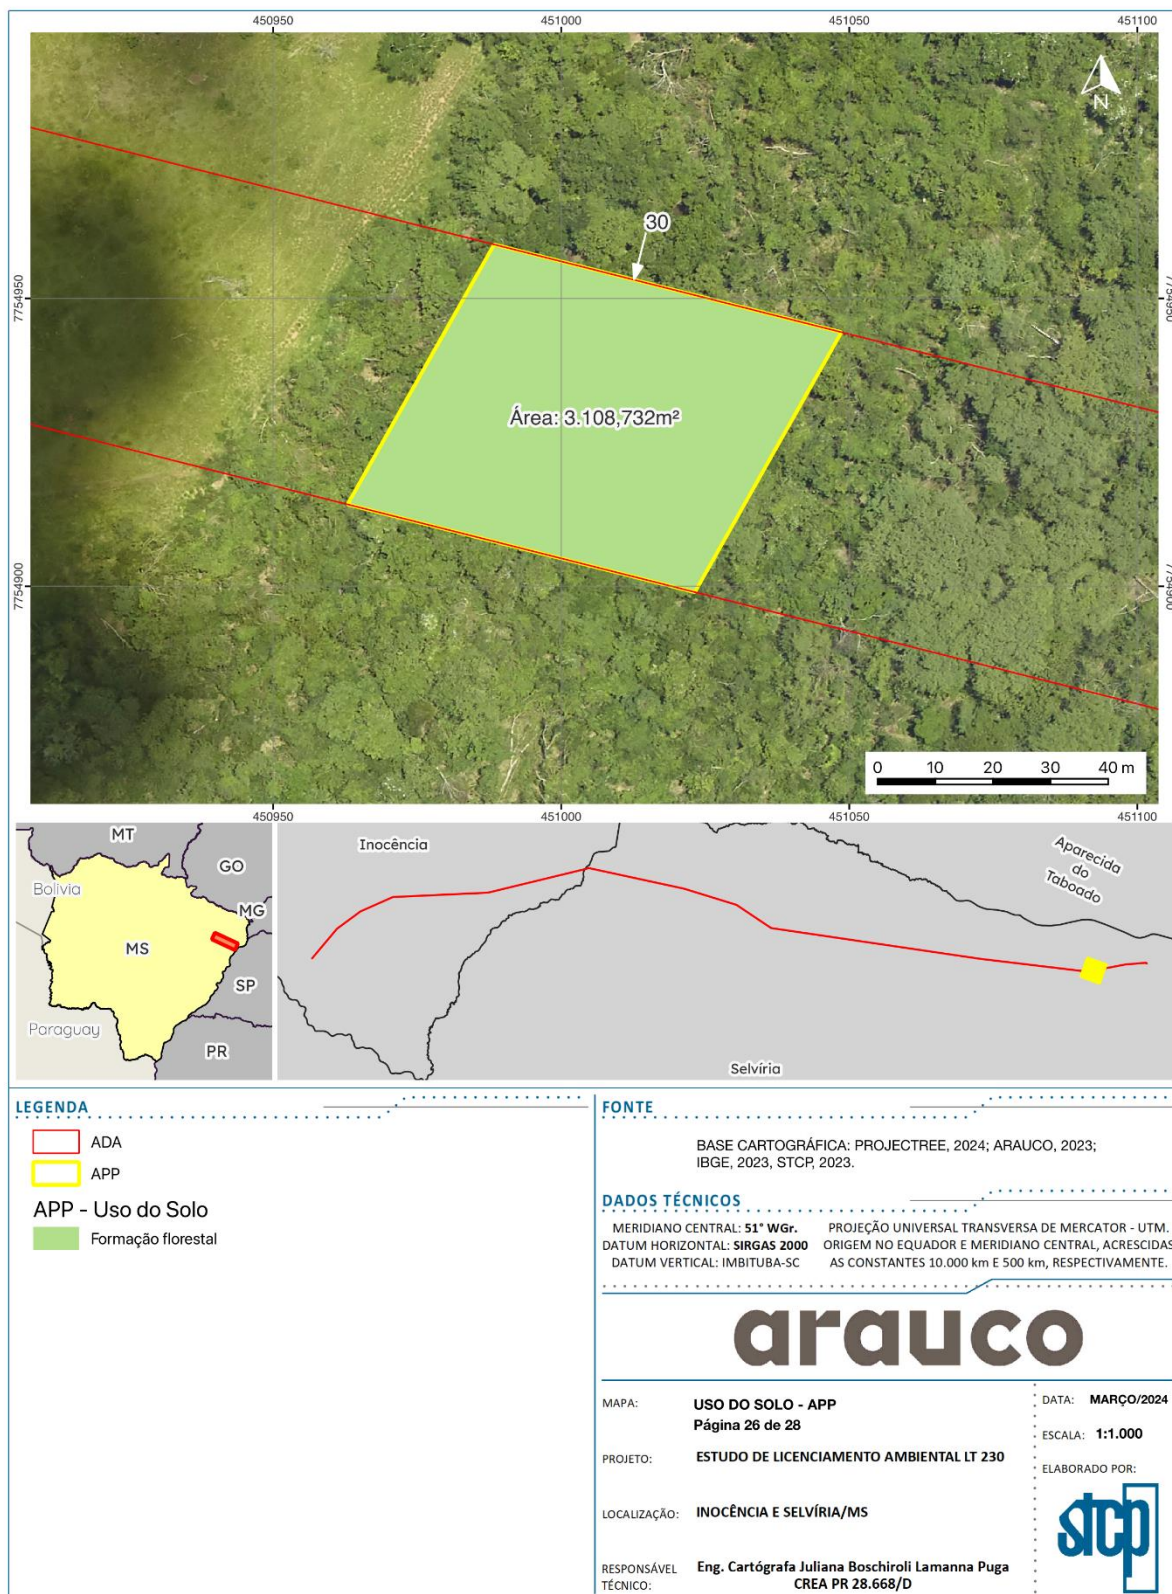 450950
451000
451050
451100
N
30
7754950
7754950
Área: 3.108,732m²
7754900
7754900
0 10 20 30 40 m
450950
451000
451050
451100
MT
GO
Bolivia
MG
MS
SP
Paraguay
PR
Inocência
Aparecida
do
Taboado
Selvíria
LEGENDA
ADA
APP
APP - Uso do Solo
Formação florestal
FONTE
BASE CARTOGRÁFICA: PROJECTREE, 2024; ARAUCO, 2023;
IBGE, 2023, STCP, 2023.
DADOS TÉCNICOS
MERIDIANO CENTRAL: 51° WGr.
DATUM HORIZONTAL: SIRGAS 2000
DATUM VERTICAL: IMBITUBA-SC
PROJEÇÃO UNIVERSAL TRANSVERSA DE MERCATOR - UTM.
ORIGEM NO EQUADOR E MERIDIANO CENTRAL, ACRESCIDAS
AS CONSTANTES 10.000 km E 500 km, RESPECTIVAMENTE.
arauco
MAPA: USO DO SOLO - APP
Página 26 de 28
PROJETO: ESTUDO DE LICENCIAMENTO AMBIENTAL LT 230
LOCALIZAÇÃO: INOCÊNCIA E SELVÍRIA/MS
RESPONSÁVEL TÉCNICO: Eng. Cartógrafa Juliana Boschiroli Lamanna Puga
CREA PR 28.668/D
DATA: MARÇO/2024
ESCALA: 1:1.000
ELABORADO POR:
stcp